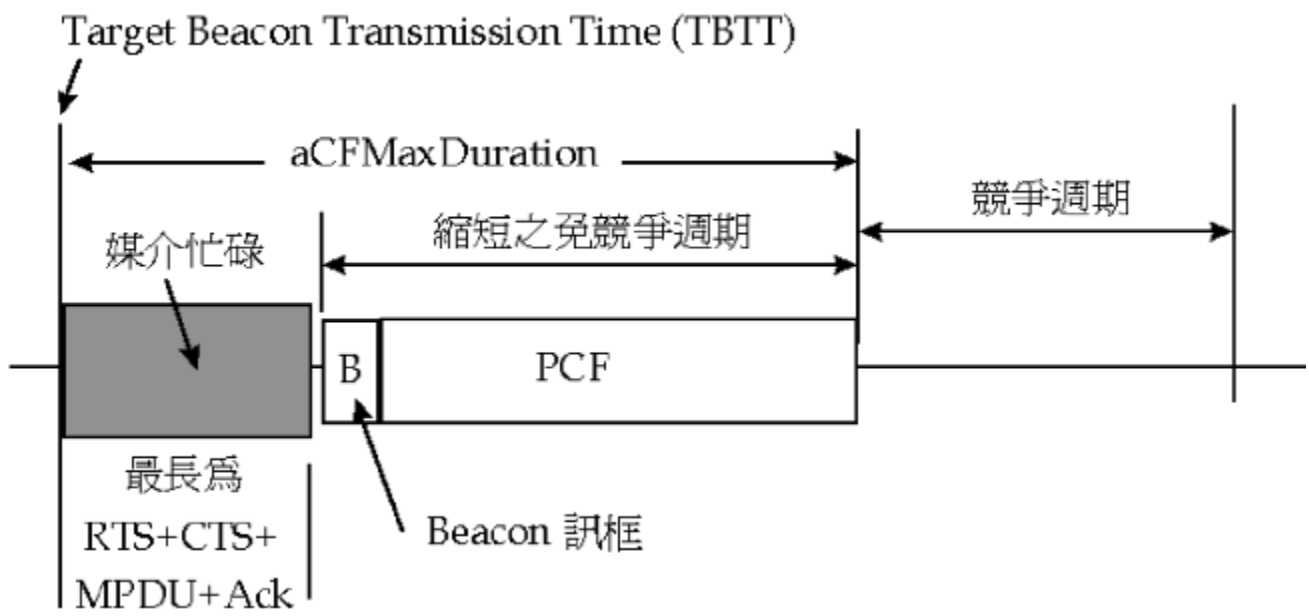 Target Beacon Transmission Time (TBTT)
aCFMaxDuration
競爭週期
縮短之免競爭週期
媒介忙碌
B
PCF
最長爲
RTS+CTS+
MPDU+Ack
Beacon 訊框